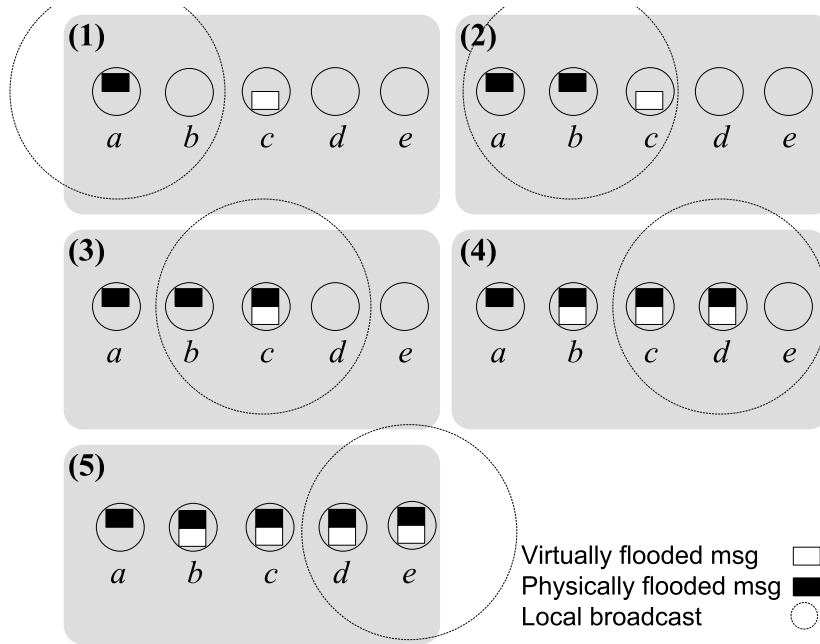 (1)
a b c d e
(2)
a b c d e
(3)
a b c d e
(4)
a b c d e
(5)
a b c d e
Virtually flooded msg
Physically flooded msg
Local broadcast